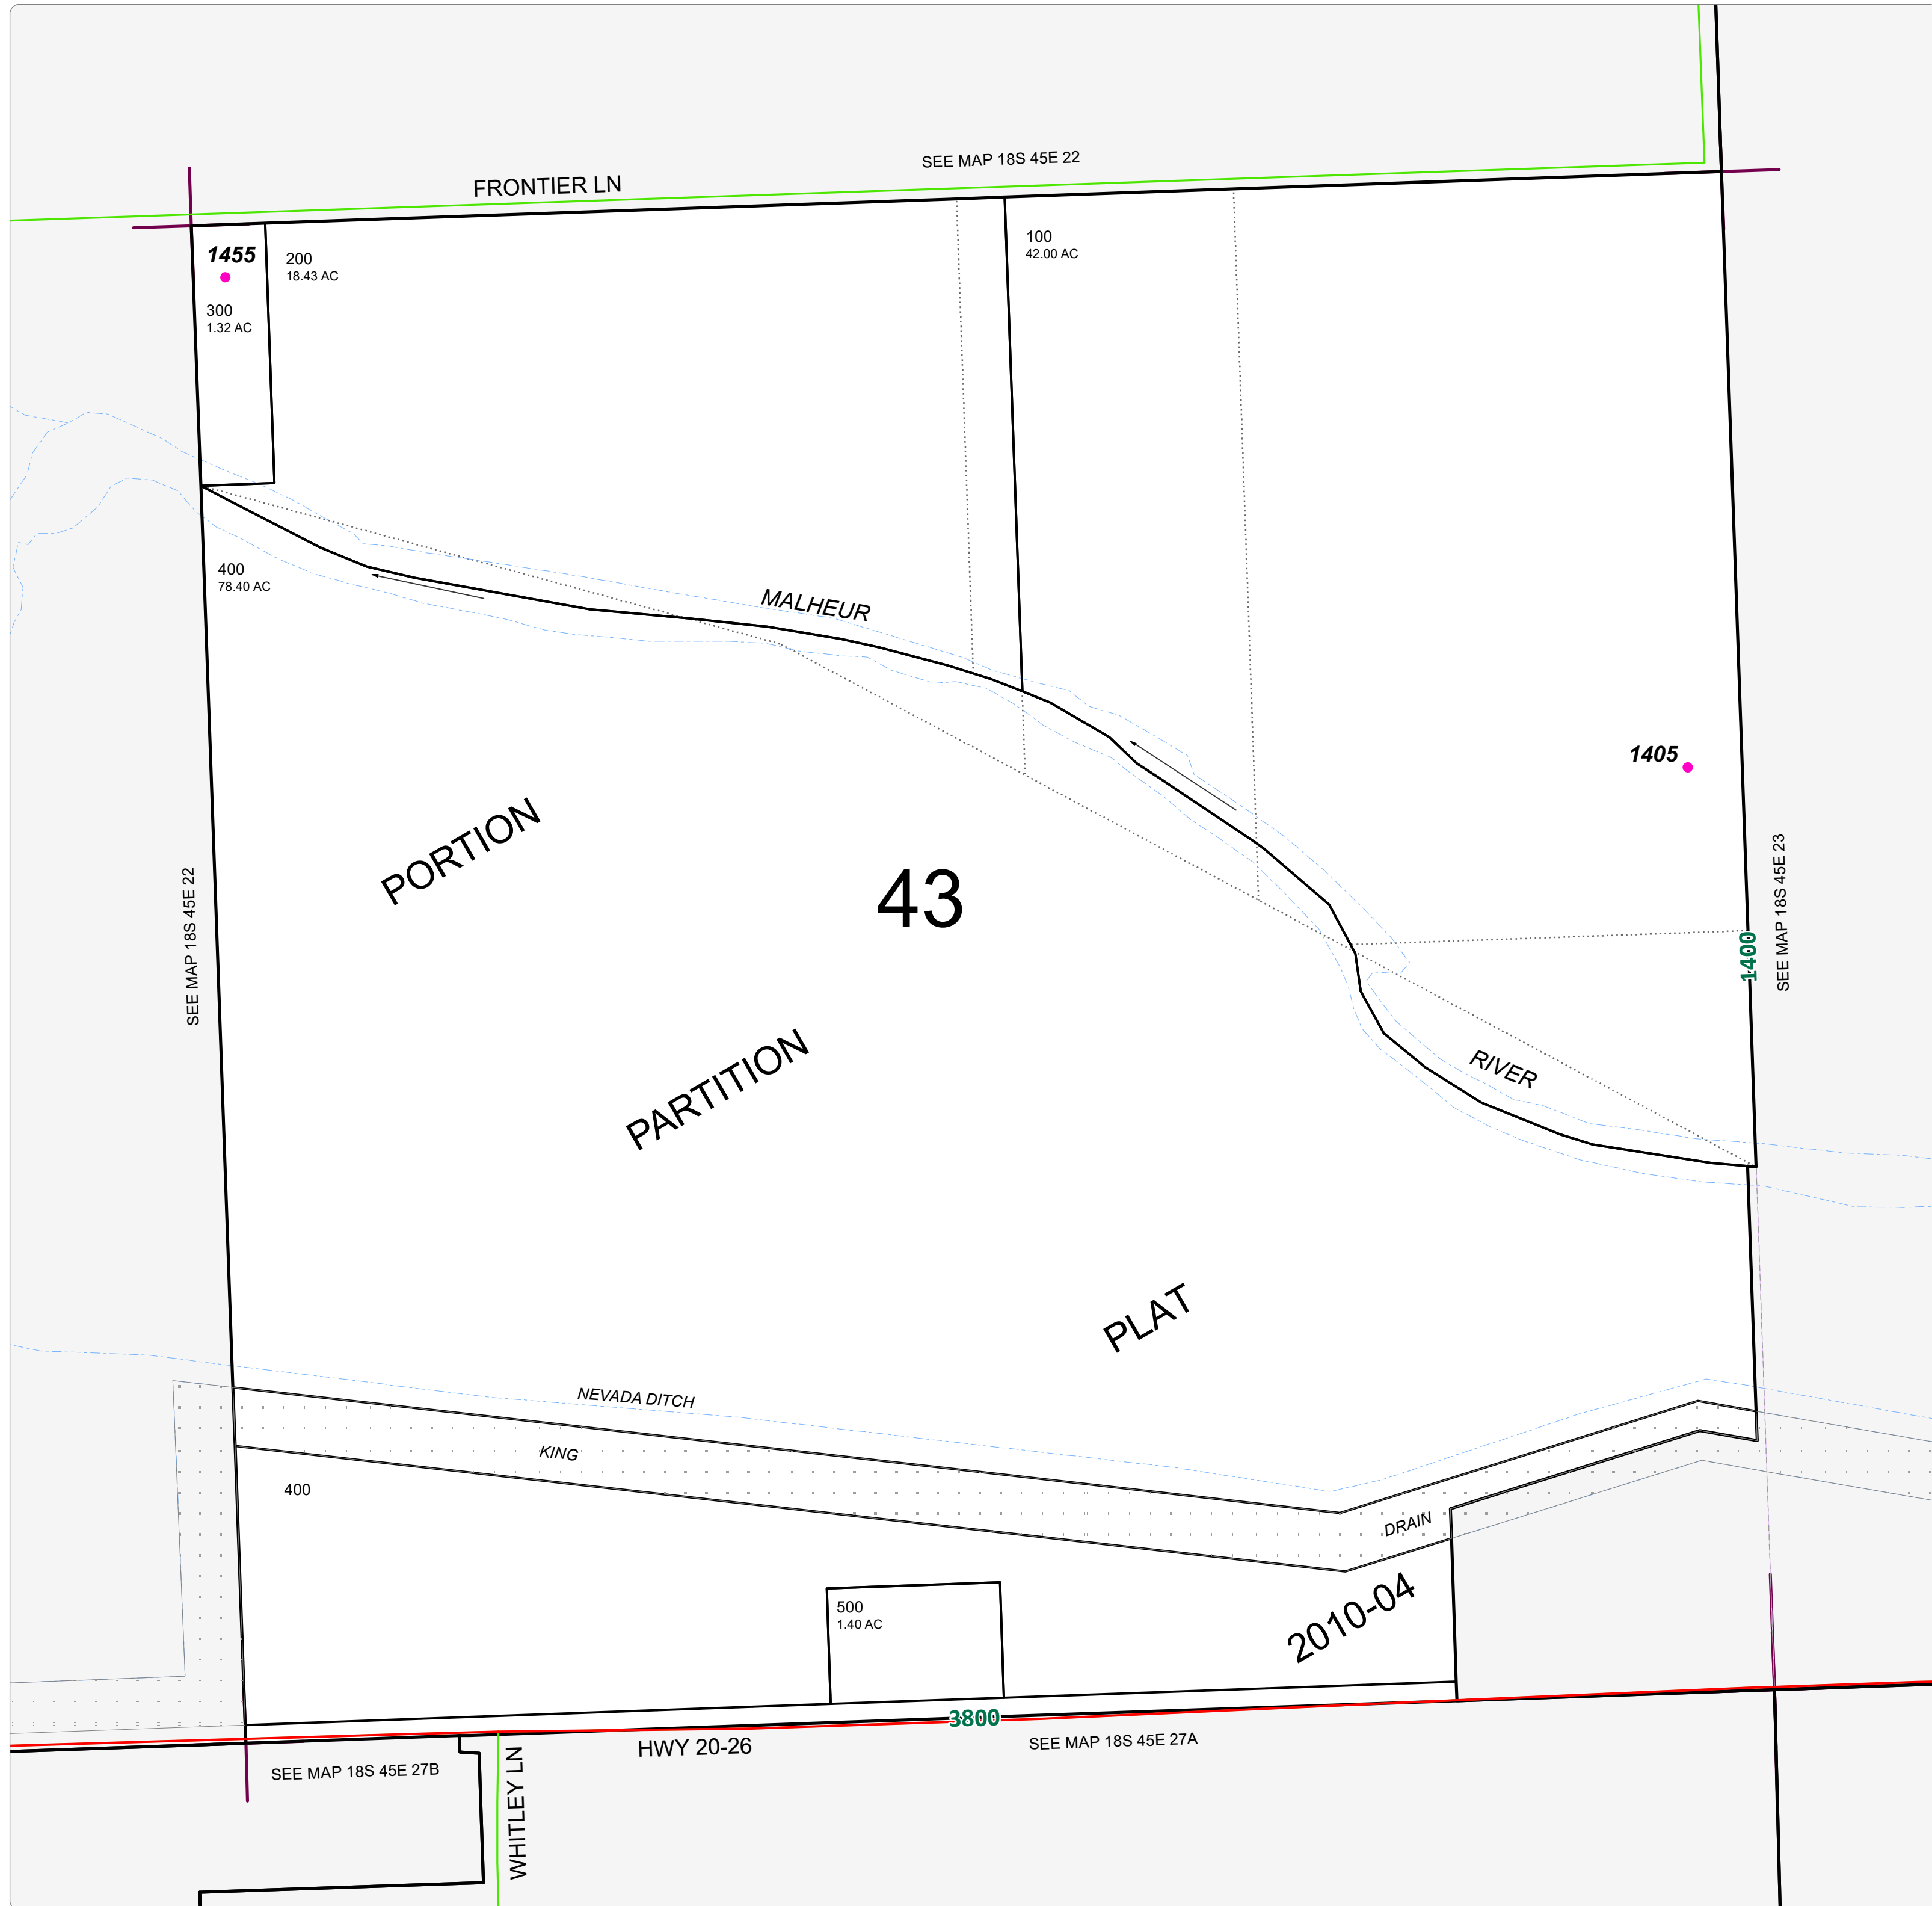 SEE MAP 18S 45E 22
FRONTIER LN
1455
200
18.43 AC
100
42.00 AC
300
1.32 AC
400
78.40 AC
MALHEUR
1405
PORTION
43
SEE MAP 18S 45E 22
SEE MAP 18S 45E 23
1400
PARTITION
RIVER
PLAT
NEVADA DITCH
KING
400
DRAIN
500
1.40 AC
2010-04
3800
HWY 20-26
SEE MAP 18S 45E 27A
SEE MAP 18S 45E 27B
WHITLEY LN